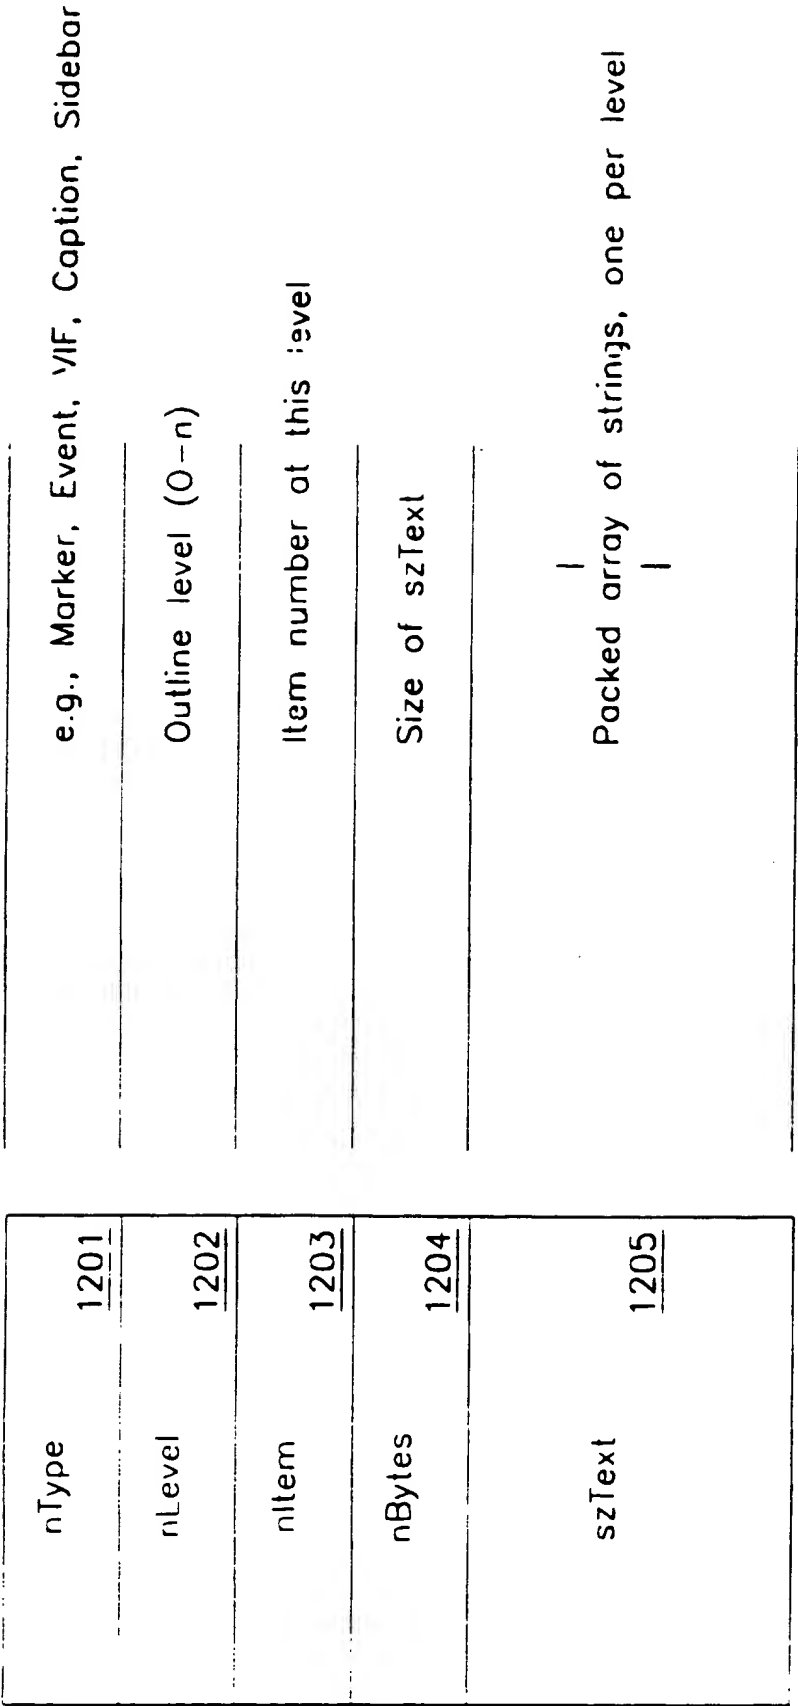 nType 1201 e.g., Marker, Event, VIF, Caption, Sidebar
nLevel 1202 Outline level (0-n)
nItem 1203 Item number at this level
nBytes 1204 Size of szText
szText 1205 Packed array of strings, one per level